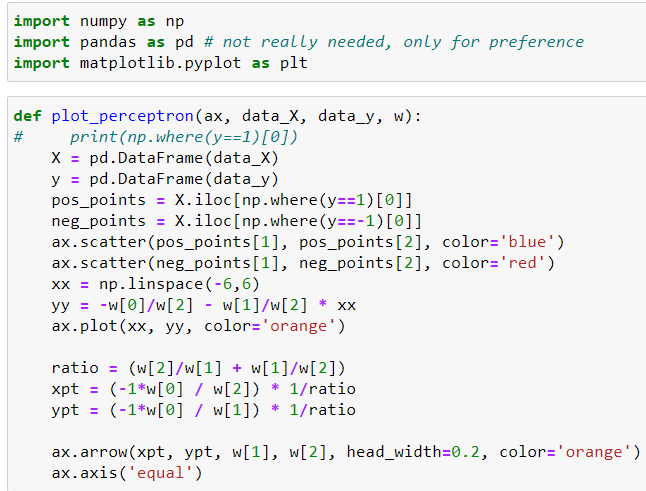 import numpy as np
import pandas as pd # not really needed, only for preference
import matplotlib.pyplot as plt
def plot_perceptron(ax, data_X, data_y, w):
#     print(np.where(y==1)[0])
    X = pd.DataFrame(data_X)
    y = pd.DataFrame(data_y)
    pos_points = X.iloc[np.where(y==1)[0]]
    neg_points = X.iloc[np.where(y==-1)[0]]
    ax.scatter(pos_points[1], pos_points[2], color='blue')
    ax.scatter(neg_points[1], neg_points[2], color='red')
    xx = np.linspace(-6,6)
    yy = -w[0]/w[2] - w[1]/w[2] * xx
    ax.plot(xx, yy, color='orange')

    ratio = (w[2]/w[1] + w[1]/w[2])
    xpt = (-1*w[0] / w[2]) * 1/ratio
    ypt = (-1*w[0] / w[1]) * 1/ratio

    ax.arrow(xpt, ypt, w[1], w[2], head_width=0.2, color='orange')
    ax.axis('equal')